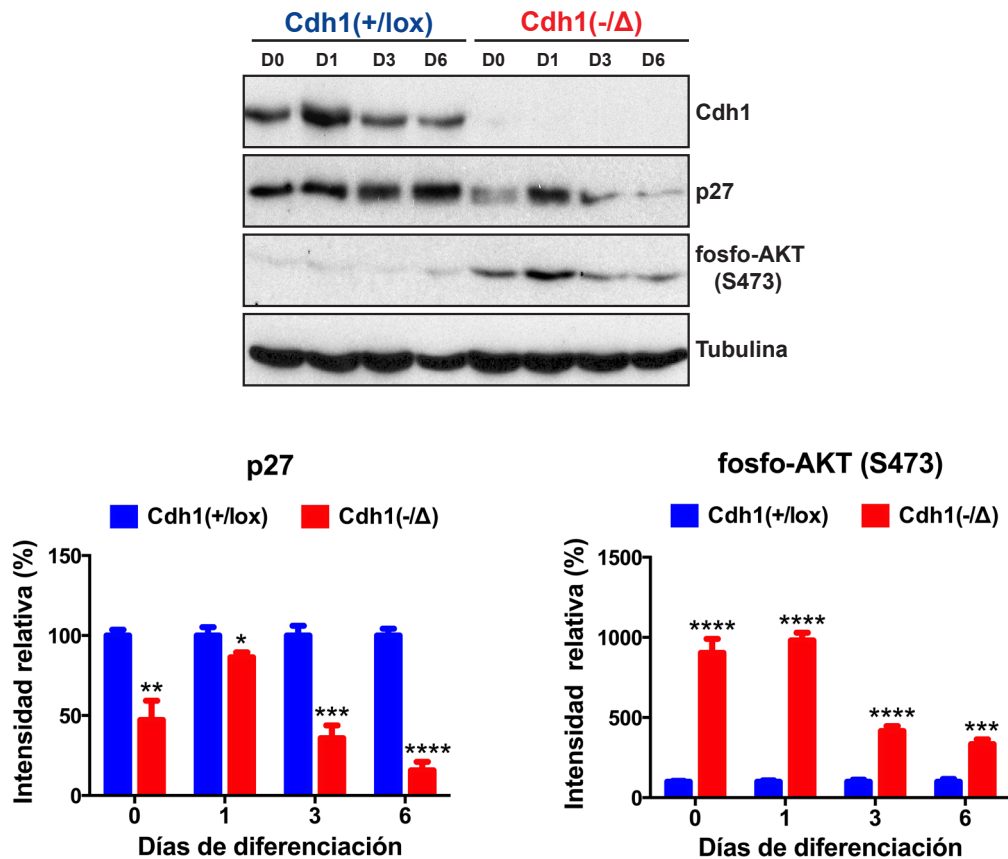 Cdh1(+/lox) Cdh1(-/Δ)
D0 D1 D3 D6 D0 D1 D3 D6
Cdh1
p27
fosfo-AKT
(S473)
Tubulina
p27
Cdh1(+/lox) Cdh1(-/Δ)
Intensidad relativa (%)
150
100
50
0
** * *** ****
0 1 3 6
Días de diferenciación
fosfo-AKT (S473)
Cdh1(+/lox) Cdh1(-/Δ)
Intensidad relativa (%)
1500
1000
500
0
**** **** **** ***
0 1 3 6
Días de diferenciación